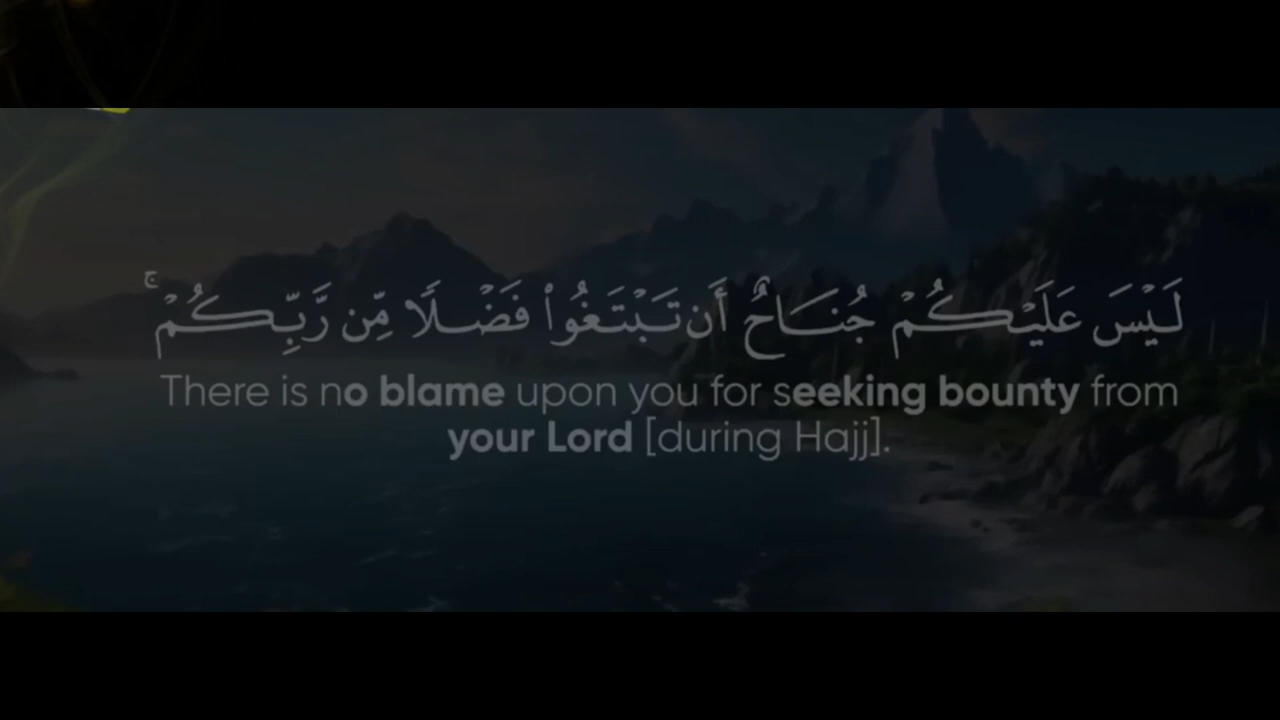 لَيْسَ عَلَيْكُمْ جُنَاحٌ أَن تَبْتَغُوا۟ فَضْلًا مِّن رَّبِّكُمْ ۚ
There is no blame upon you for seeking bounty from
your Lord [during Hajj].